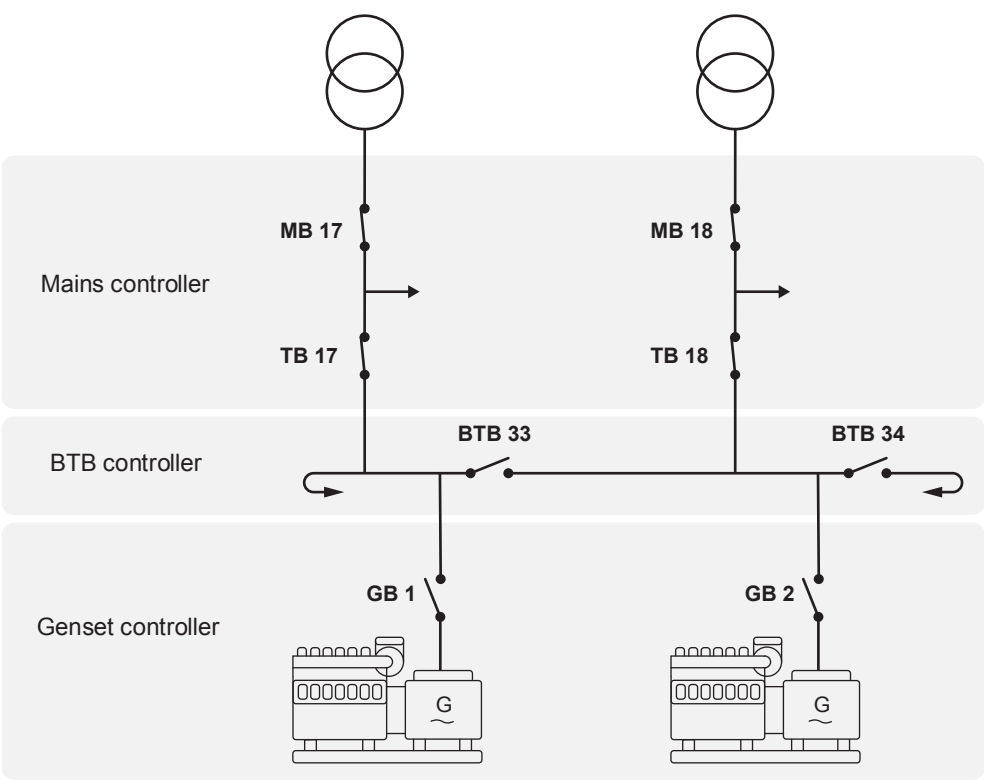 MB 17
MB 18
Mains controller
TB 17
TB 18
BTB 33
BTB 34
BTB controller
GB 1
GB 2
Genset controller
G
G